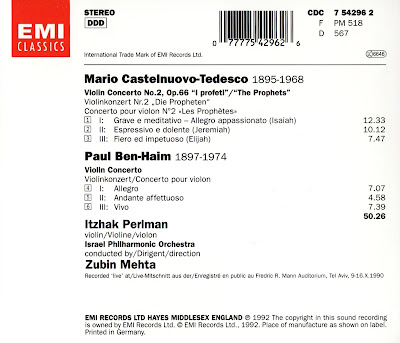 EMI
CLASSICS
STEREO
DDD
International Trade Mark of EMI Records Ltd.
0 77775 42962 6
CDC 7 54296 2
F PM 518
D 567
6646
Mario Castelnuovo-Tedesco 1895-1968
Violin Concerto No.2, Op.66 "I profeti"/"The Prophets"
Violinkonzert Nr.2 „Die Propheten"
Concerto pour violon N°2 «Les Prophètes»
1 I: Grave e meditativo – Allegro appassionato (Isaiah) 12.33
2 II: Espressivo e dolente (Jeremiah) 10.12
3 III: Fiero ed impetuoso (Elijah) 7.47
Paul Ben-Haim 1897-1974
Violin Concerto
Violinkonzert/Concerto pour violon
4 I: Allegro 7.07
5 II: Andante affettuoso 4.58
6 III: Vivo 7.39
50.26
Itzhak Perlman
violin/Violine/violon
Israel Philharmonic Orchestra
conducted by/Dirigent/direction
Zubin Mehta
Recorded 'live' at/Live-Mitschnitt aus der/Enregistré en public au Fredric R. Mann Auditorium, Tel Aviv, 9-16.X.1990
EMI RECORDS LTD HAYES MIDDLESEX ENGLAND ℗ 1992 The copyright in this sound recording
is owned by EMI Records Ltd. © EMI Records Ltd., 1992. Place of manufacture as shown on label.
Printed in Germany.